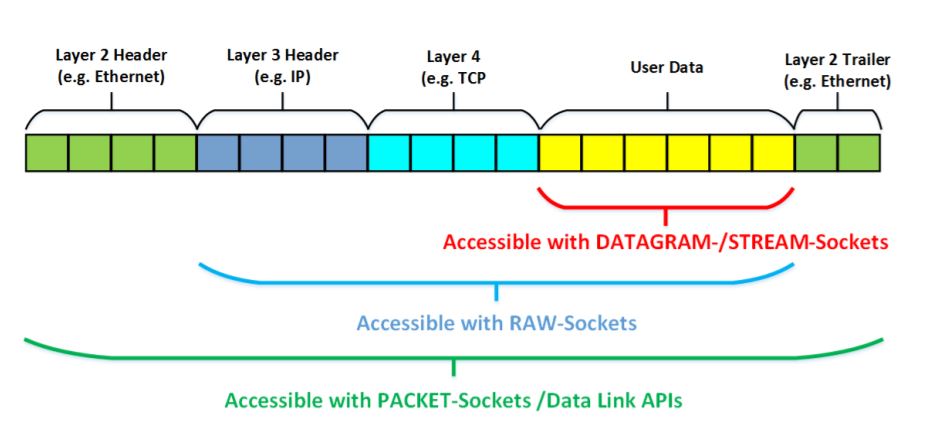 Layer 2 Header
(e.g. Ethernet)
Layer 3 Header
(e.g. IP)
Layer 4
(e.g. TCP
User Data
Layer 2 Trailer
(e.g. Ethernet)
Accessible with DATAGRAM-/STREAM-Sockets
Accessible with RAW-Sockets
Accessible with PACKET-Sockets /Data Link APIs